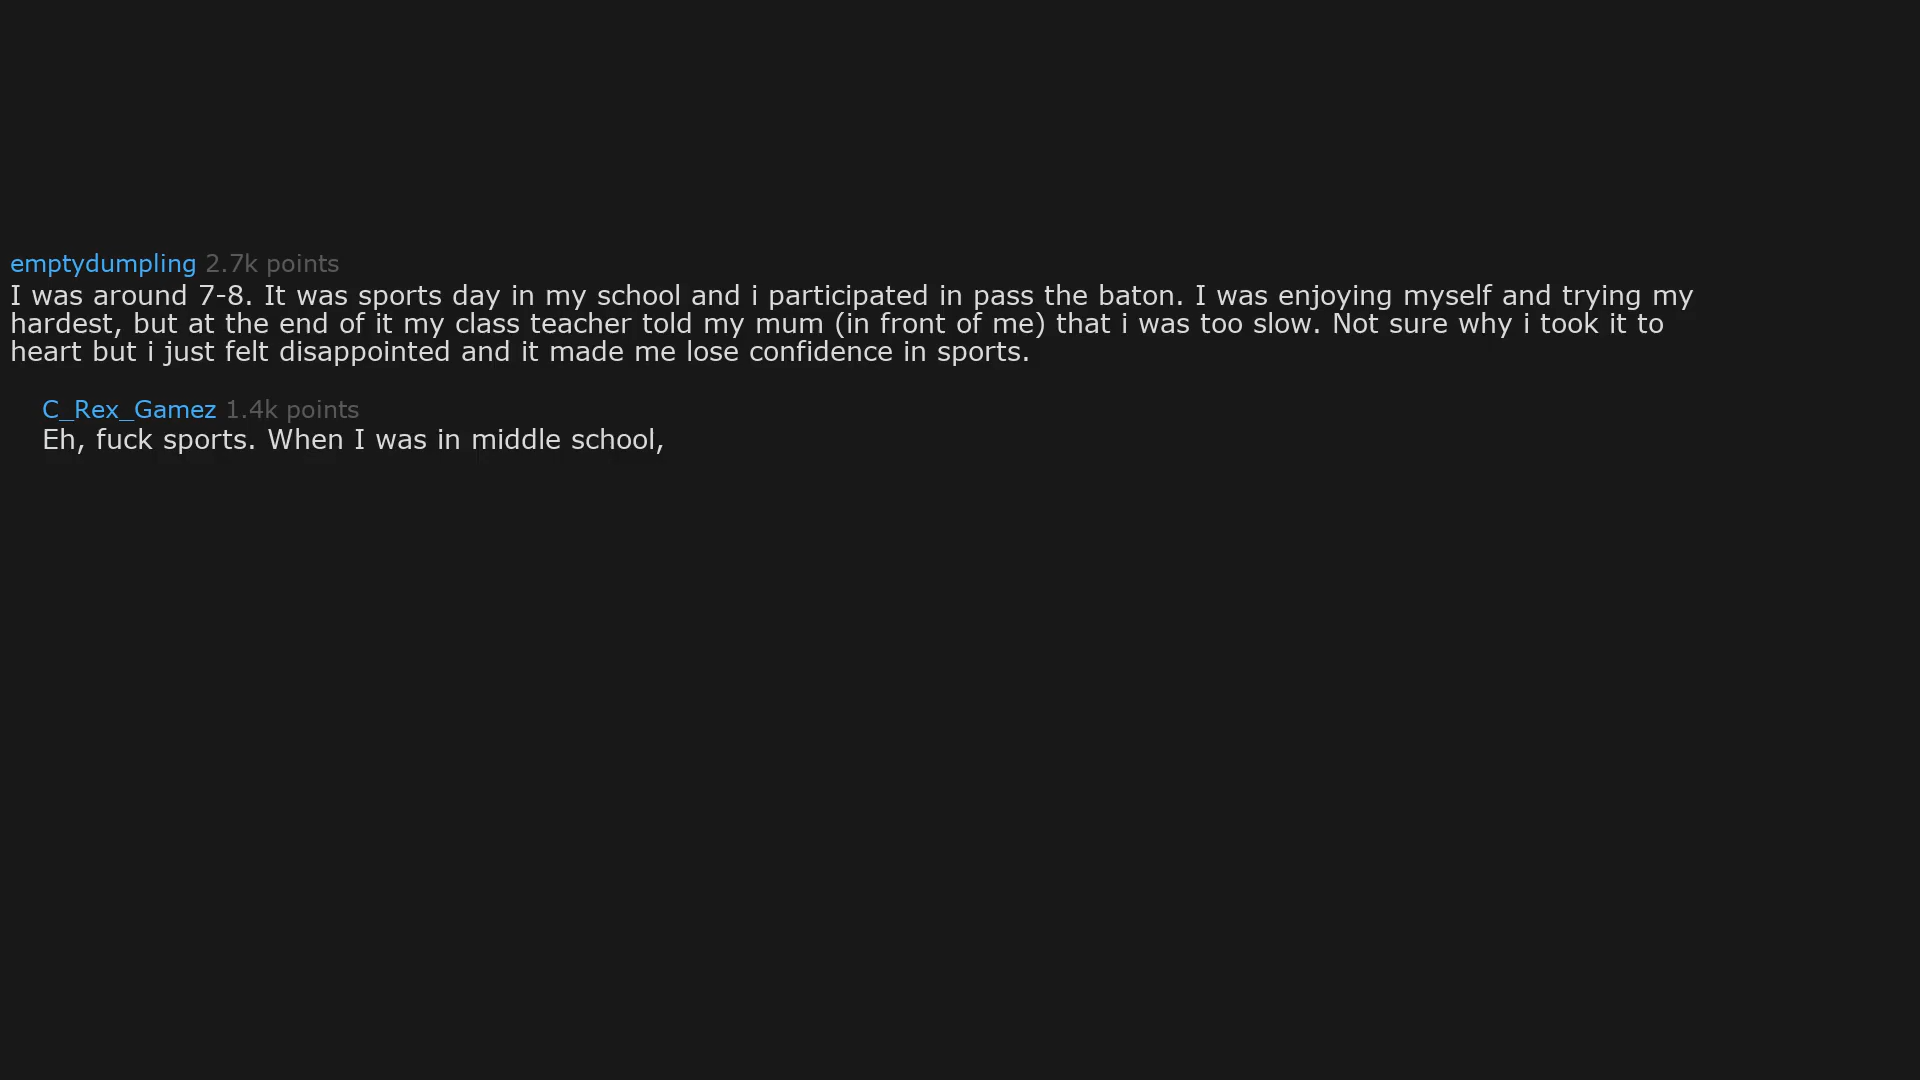 emptydumpling 2.7k points
I was around 7-8. It was sports day in my school and i participated in pass the baton. I was enjoying myself and trying my
hardest, but at the end of it my class teacher told my mum (in front of me) that i was too slow. Not sure why i took it to
heart but i just felt disappointed and it made me lose confidence in sports.
C_Rex_Gamez 1.4k points
Eh, fuck sports. When I was in middle school,